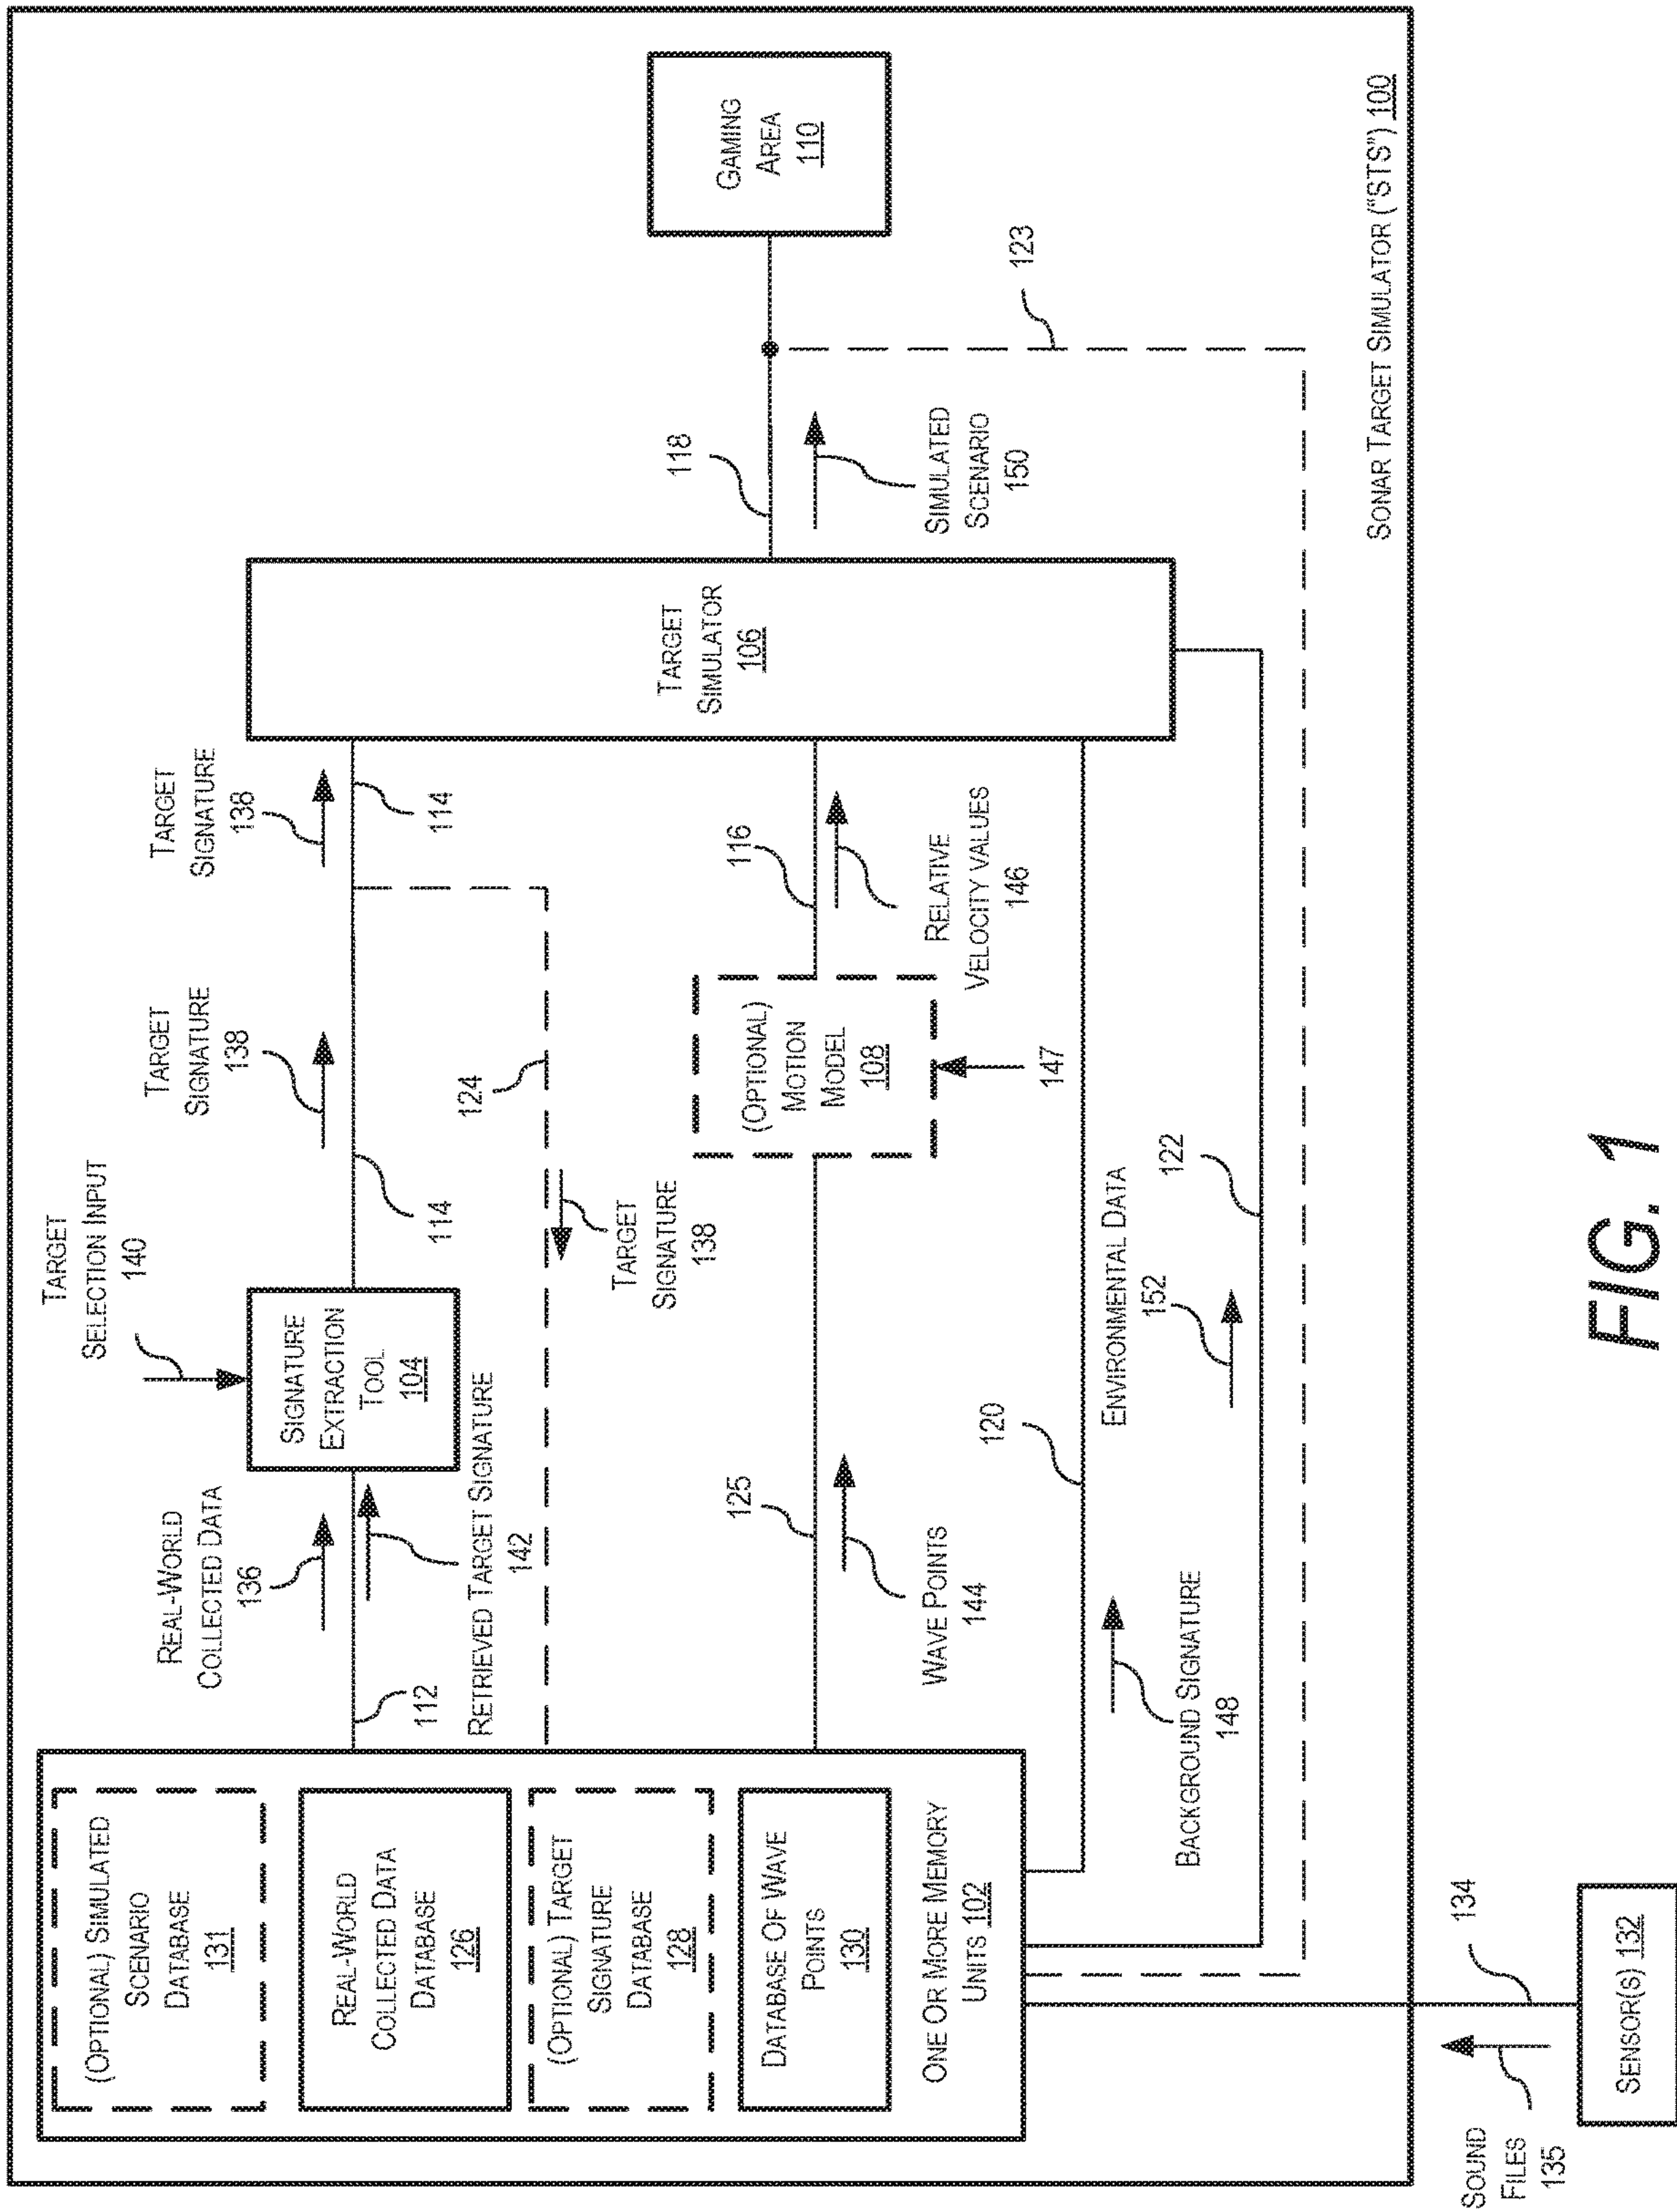 (OPTIONAL) SIMULATED
SCENARIO
DATABASE
131
REAL-WORLD
COLLECTED DATA
DATABASE
126
(OPTIONAL) TARGET
SIGNATURE
DATABASE
128
DATABASE OF WAVE
POINTS
130
ONE OR MORE MEMORY
UNITS 102
112
REAL-WORLD
COLLECTED DATA
136
RETRIEVED TARGET SIGNATURE
142
TARGET
SELECTION INPUT
140
SIGNATURE
EXTRACTION
TOOL
104
114
TARGET
SIGNATURE
138
TARGET
SIGNATURE
138
114
124
TARGET
SIGNATURE
138
125
WAVE POINTS
144
(OPTIONAL)
MOTION
MODEL
108
147
116
RELATIVE
VELOCITY VALUES
146
120
BACKGROUND SIGNATURE
148
ENVIRONMENTAL DATA
152
122
TARGET
SIMULATOR
106
118
SIMULATED
SCENARIO
150
123
GAMING
AREA
110
SONAR TARGET SIMULATOR ("STS") 100
SOUND
FILES
135
134
SENSOR(S) 132
FIG. 1